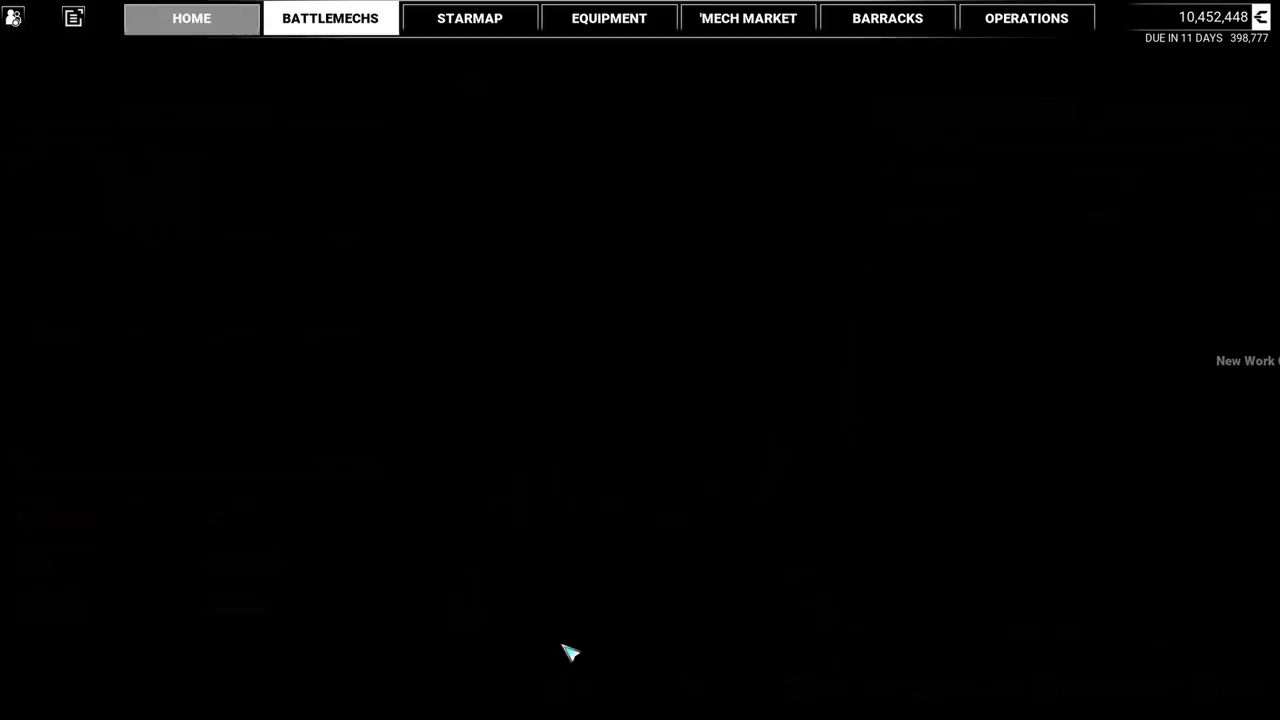 HOME
BATTLEMECHS
STARMAP
EQUIPMENT
'MECH MARKET
BARRACKS
OPERATIONS
10,452,448
DUE IN 11 DAYS 398,777
New Work